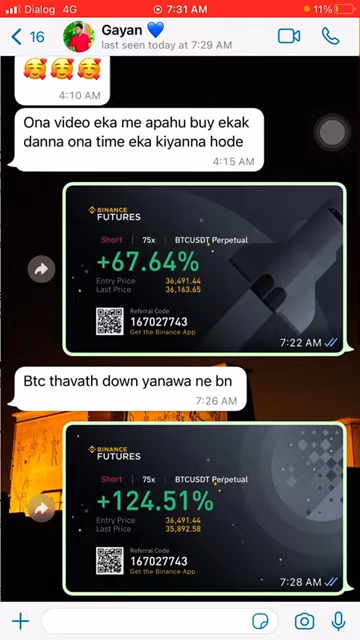 Dialog 4G
7:31 AM
11%
16
Gayan 💙
last seen today at 7:29 AM
🥰 🥰 🥰
4:10 AM
Ona video eka me apahu buy ekak
danna ona time eka kiyanna hode
4:15 AM
BINANCE
FUTURES
Short | 75x | BTCUSDT Perpetual
+67.64%
Entry Price 36,491.44
Last Price 36,163.65
Referral Code
167027743
Get the Binance App
7:22 AM
Btc thavath down yanawa ne bn
7:26 AM
BINANCE
FUTURES
Short | 75x | BTCUSDT Perpetual
+124.51%
Entry Price 36,491.44
Last Price 35,892.58
Referral Code
167027743
Get the Binance App
7:28 AM